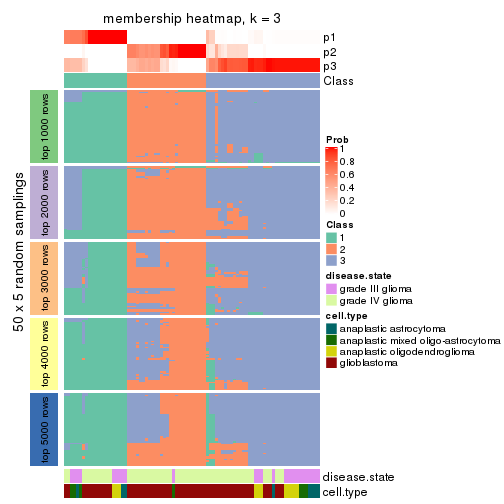 membership heatmap, k = 3
p1
p2
p3
Class
50 x 5 random samplings
top 1000 rows
top 2000 rows
top 3000 rows
top 4000 rows
top 5000 rows
Prob
1
0.8
0.6
0.4
0.2
0
Class
1
2
3
disease.state
grade III glioma
grade IV glioma
cell.type
anaplastic astrocytoma
anaplastic mixed oligo-astrocytoma
anaplastic oligodendroglioma
glioblastoma
disease.state
cell.type